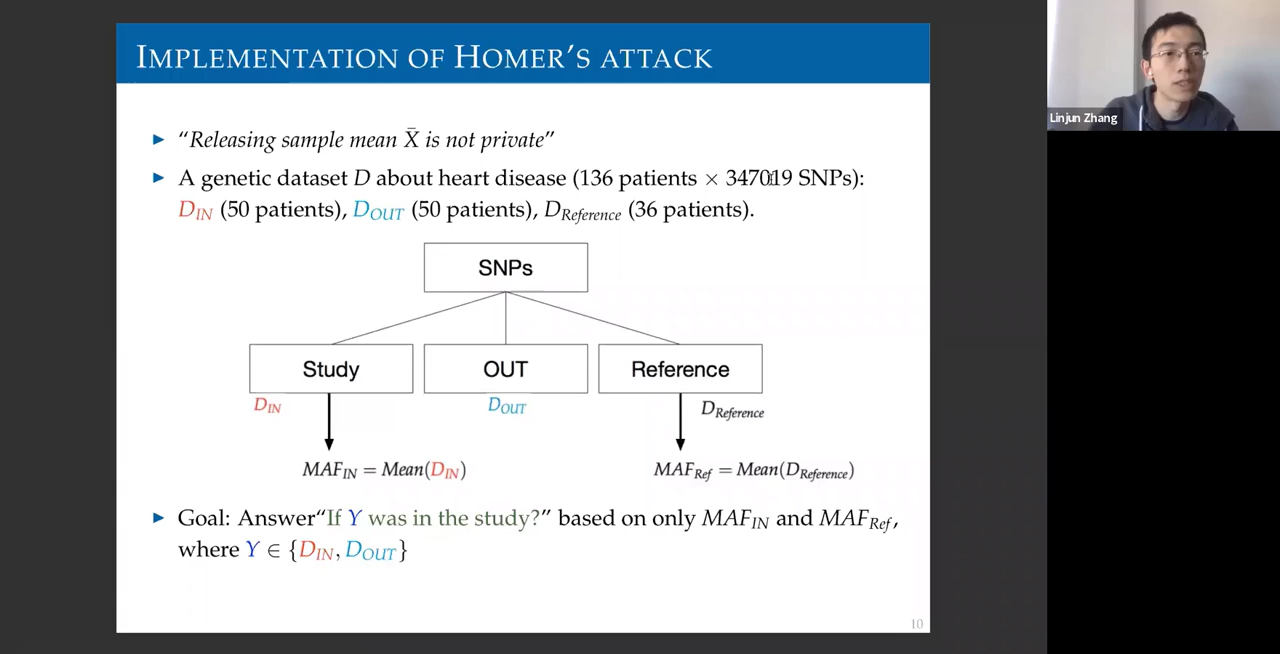 IMPLEMENTATION OF HOMER'S ATTACK
Linjun Zhang
▶ “Releasing sample mean X̄ is not private”
▶ A genetic dataset D about heart disease (136 patients × 347019 SNPs):
D_IN (50 patients), D_OUT (50 patients), D_Reference (36 patients).
SNPs
Study OUT Reference
D_IN D_OUT D_Reference
MAF_IN = Mean(D_IN) MAF_Ref = Mean(D_Reference)
▶ Goal: Answer“If Y was in the study?” based on only MAF_IN and MAF_Ref,
where Y ∈ {D_IN, D_OUT}
10